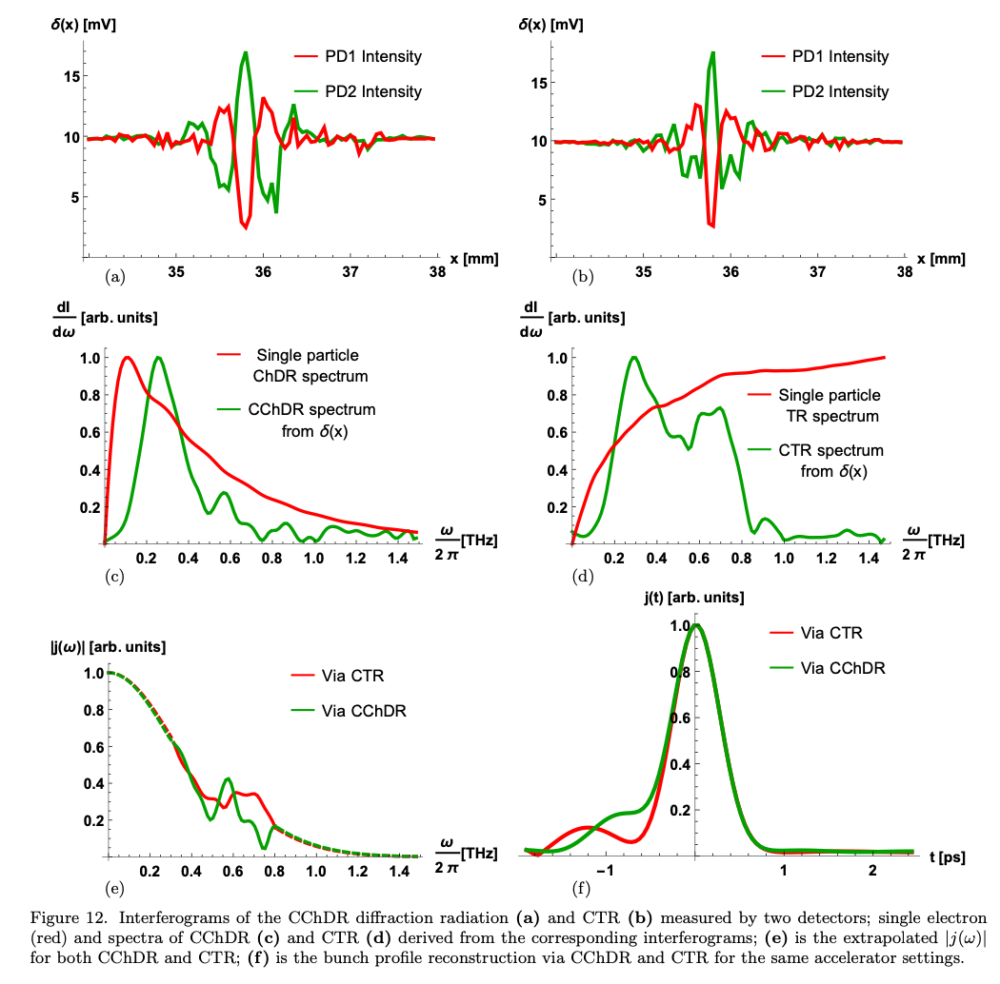 δ(x) [mV]
PD1 Intensity
PD2 Intensity
15
10
5
x [mm]
35 36 37 38
(a)
δ(x) [mV]
PD1 Intensity
PD2 Intensity
15
10
5
x [mm]
35 36 37 38
(b)
dI
dω
[arb. units]
Single particle
ChDR spectrum
CChDR spectrum
from δ(x)
1.0
0.8
0.6
0.4
0.2
0.2 0.4 0.6 0.8 1.0 1.2 1.4
ω
2 π
[THz]
(c)
dI
dω
[arb. units]
Single particle
TR spectrum
CTR spectrum
from δ(x)
1.0
0.8
0.6
0.4
0.2
0.2 0.4 0.6 0.8 1.0 1.2 1.4
ω
2 π
[THz]
(d)
|j(ω)| [arb. units]
Via CTR
Via CChDR
1.0
0.8
0.6
0.4
0.2
0.2 0.4 0.6 0.8 1.0 1.2 1.4
ω
2 π
[THz]
(e)
j(t) [arb. units]
Via CTR
Via CChDR
1.0
0.8
0.6
0.4
0.2
−1 1 2
t [ps]
(f)
Figure 12. Interferograms of the CChDR diffraction radiation (a) and CTR (b) measured by two detectors; single electron
(red) and spectra of CChDR (c) and CTR (d) derived from the corresponding interferograms; (e) is the extrapolated |j(ω)|
for both CChDR and CTR; (f) is the bunch profile reconstruction via CChDR and CTR for the same accelerator settings.